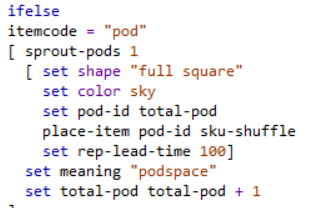 ifelse
itemcode = "pod"
[ sprout-pods 1
[ set shape "full square"
set color sky
set pod-id total-pod
place-item pod-id sku-shuffle
set rep-lead-time 100]
set meaning "podspace"
set total-pod total-pod + 1